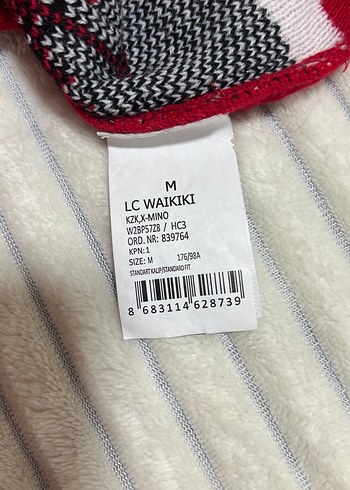 M
LC WAIKIKI
KZK,X-MINO
W2BP57Z8 / HC3
ORD. NR: 839764
KPN: 1
SIZE: M 176/98A
STANDART KALIP/STANDARD FIT
8 683114 628739